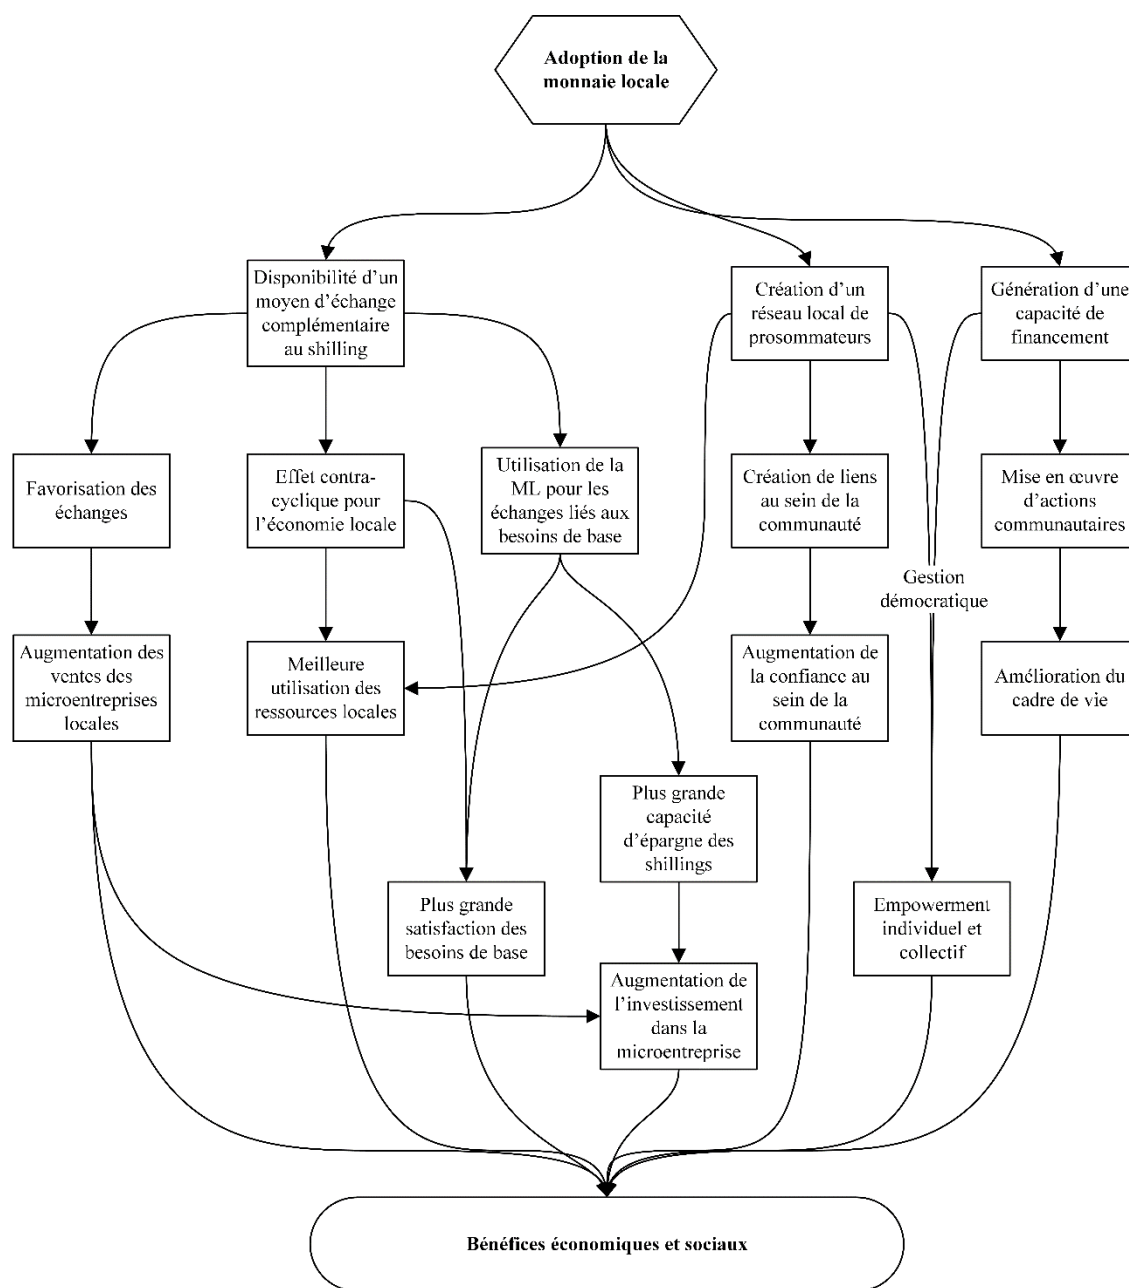 Adoption de la
monnaie locale
Disponibilité d’un
moyen d’échange
complémentaire
au shilling
Création d’un
réseau local de
prosommateurs
Génération d’une
capacité de
financement
Favorisation des
échanges
Effet contra-
cyclique pour
l’économie locale
Utilisation de la
ML pour les
échanges liés aux
besoins de base
Création de liens
au sein de la
communauté
Mise en œuvre
d’actions
communautaires
Gestion
démocratique
Augmentation des
ventes des
microentreprises
locales
Meilleure
utilisation des
ressources locales
Augmentation de
la confiance au
sein de la
communauté
Amélioration du
cadre de vie
Plus grande
capacité
d’épargne des
shillings
Plus grande
satisfaction des
besoins de base
Empowerment
individuel et
collectif
Augmentation de
l’investissement
dans la
microentreprise
Bénéfices économiques et sociaux